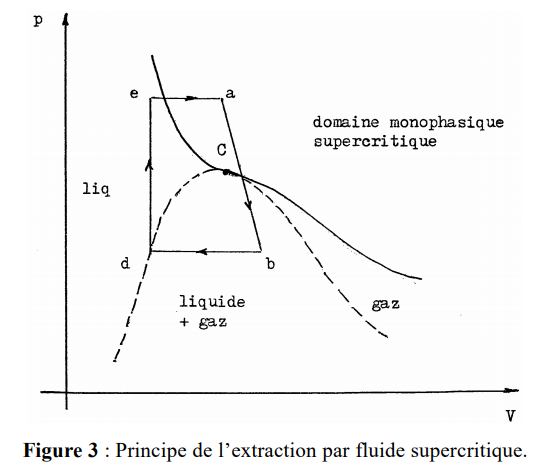 p
e
a
domaine monophasique
supercritique
C
liq
d
b
liquide
+ gaz
gaz
V
Figure 3 : Principe de l’extraction par fluide supercritique.